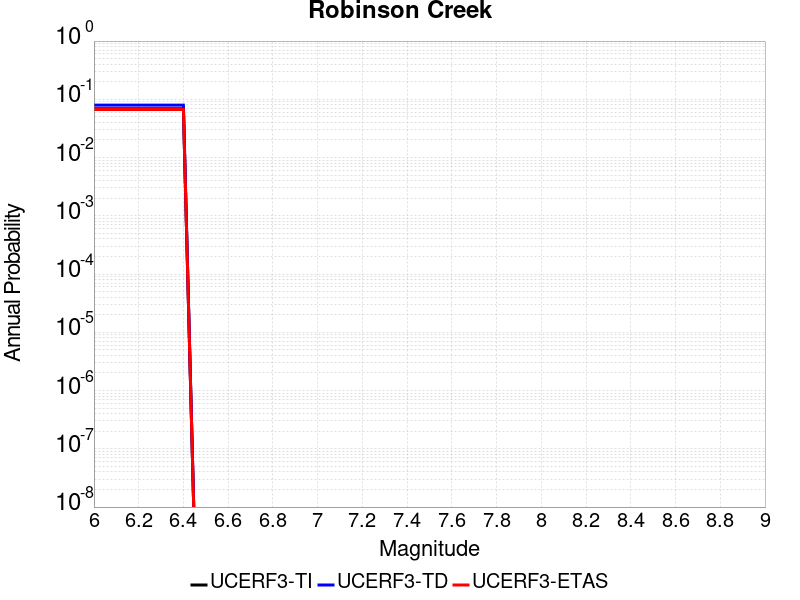 Robinson Creek
Annual Probability
10^0
10^-1
10^-2
10^-3
10^-4
10^-5
10^-6
10^-7
10^-8
6 6.2 6.4 6.6 6.8 7 7.2 7.4 7.6 7.8 8 8.2 8.4 8.6 8.8 9
Magnitude
UCERF3-TI UCERF3-TD UCERF3-ETAS